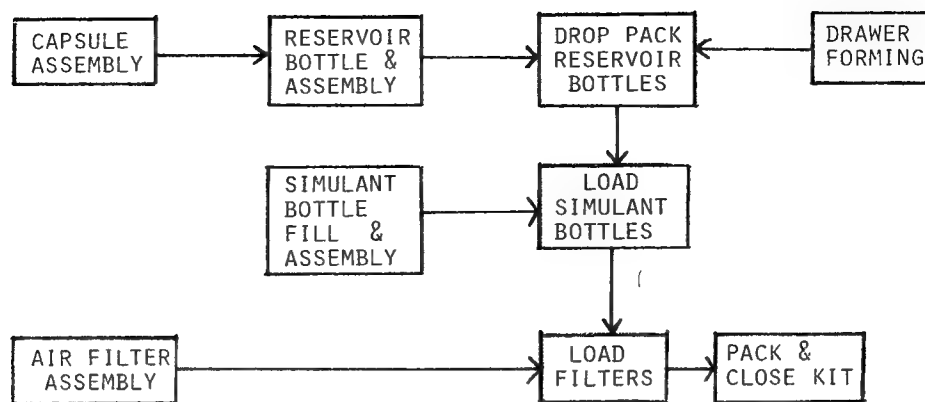 CAPSULE
ASSEMBLY
RESERVOIR
BOTTLE &
ASSEMBLY
DROP PACK
RESERVOIR
BOTTLES
DRAWER
FORMING
SIMULANT
BOTTLE
FILL &
ASSEMBLY
LOAD
SIMULANT
BOTTLES
AIR FILTER
ASSEMBLY
LOAD
FILTERS
PACK &
CLOSE KIT